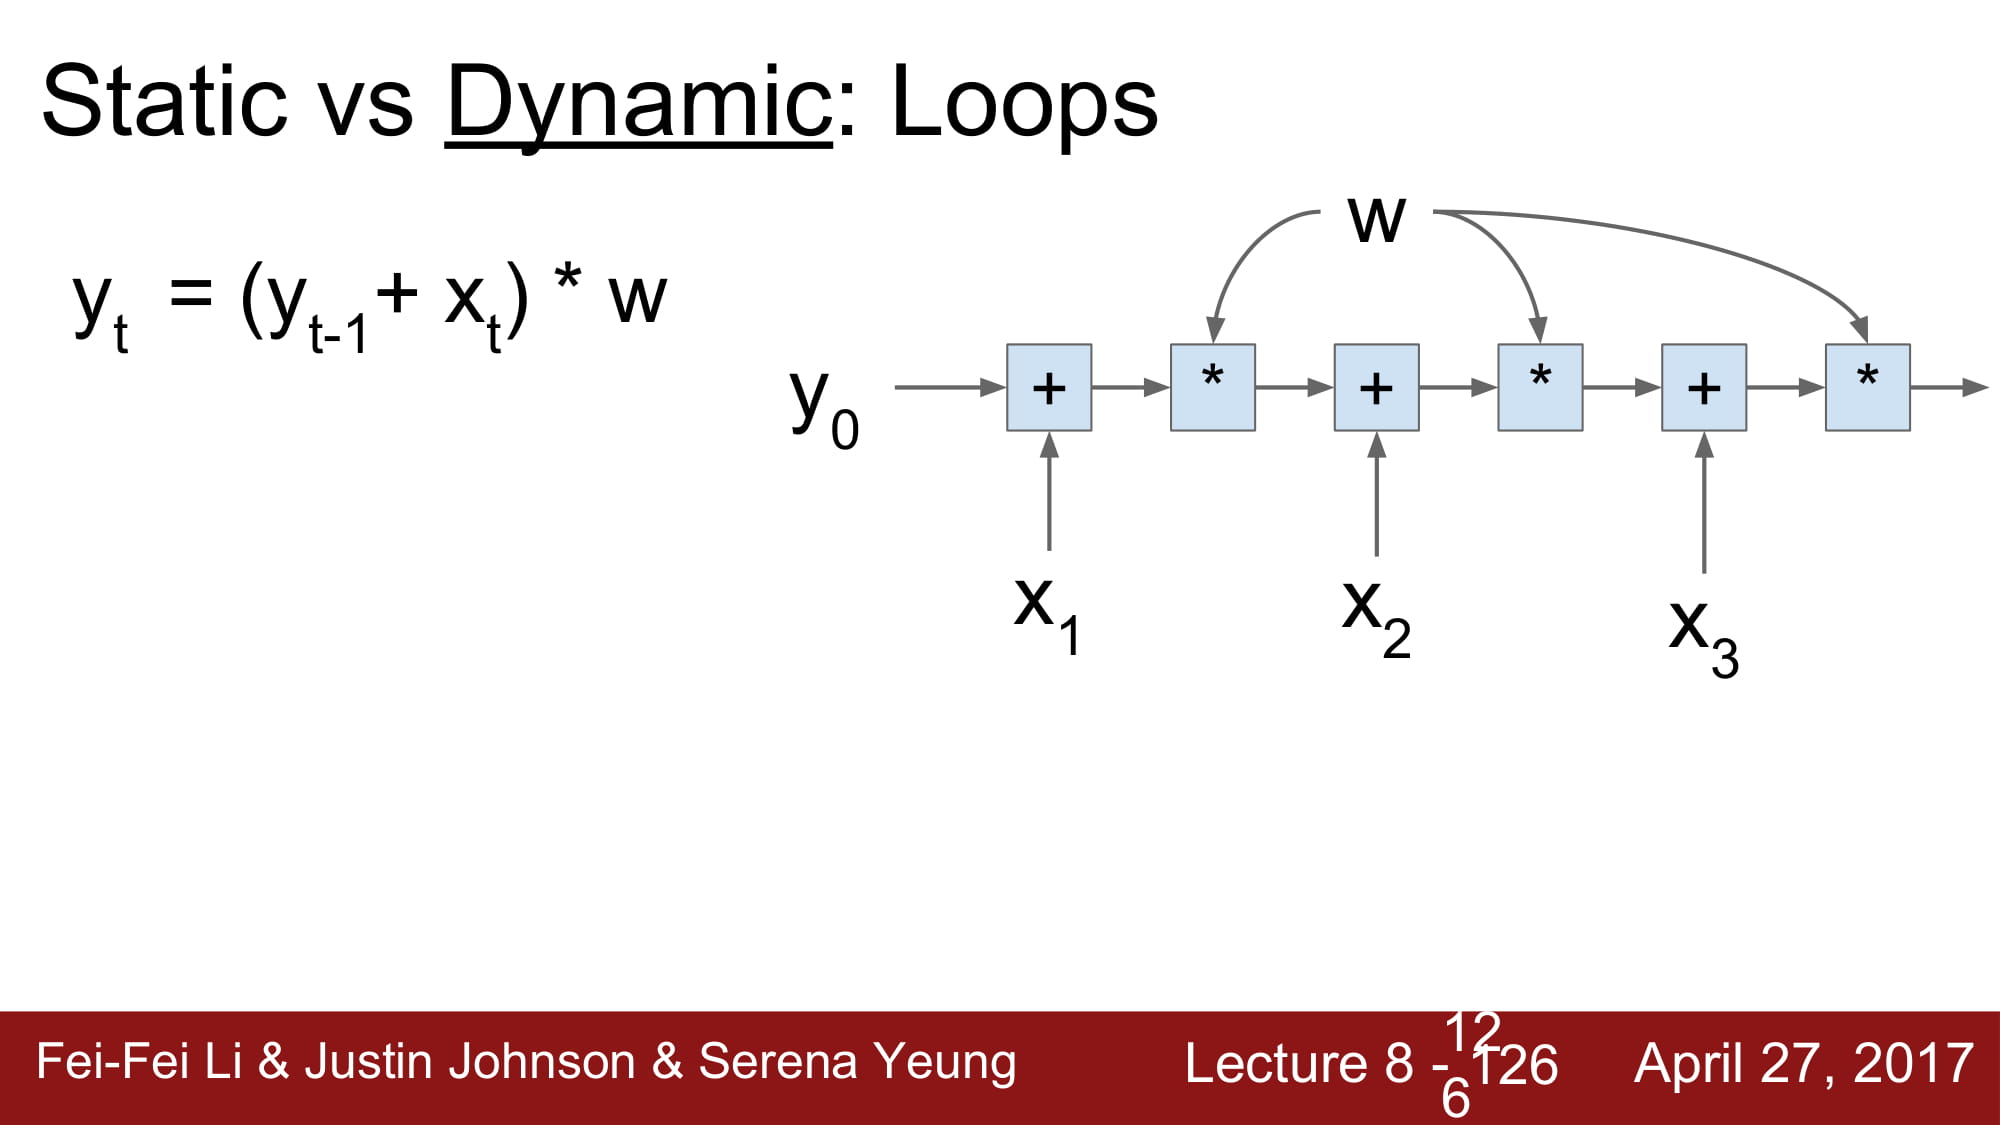 Static vs Dynamic: Loops
y_t = (y_{t-1} + x_t) * w
w
y_0
+ * + * + *
x_1 x_2 x_3
Fei-Fei Li & Justin Johnson & Serena Yeung
Lecture 8 - 126
12
6
April 27, 2017